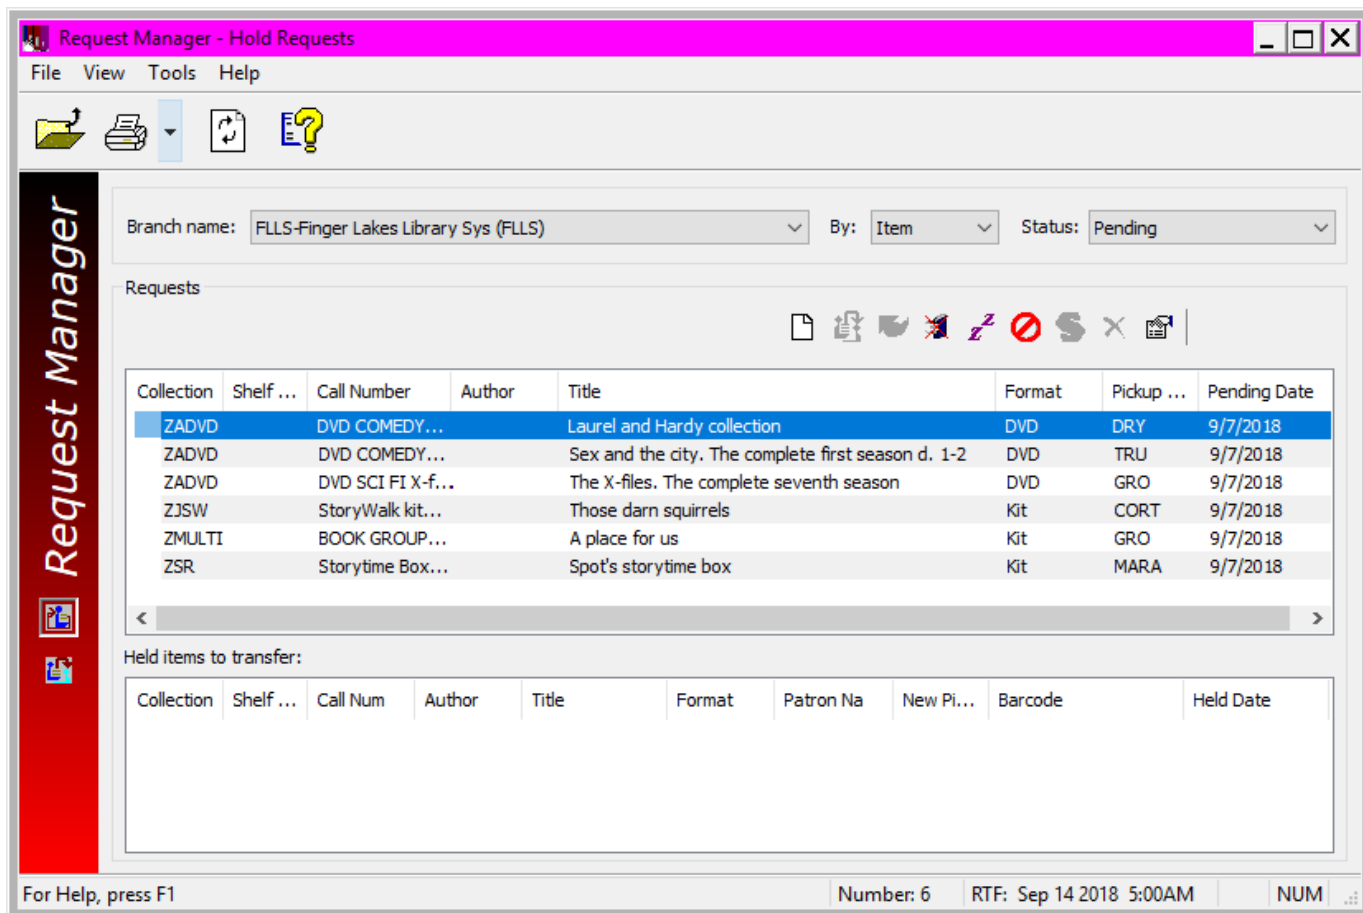 Request Manager - Hold Requests
File View Tools Help
Request Manager
Branch name: FLLS-Finger Lakes Library Sys (FLLS) By: Item Status: Pending
Requests
Collection Shelf ... Call Number Author Title Format Pickup ... Pending Date
ZADVD DVD COMEDY... Laurel and Hardy collection DVD DRY 9/7/2018
ZADVD DVD COMEDY... Sex and the city. The complete first season d. 1-2 DVD TRU 9/7/2018
ZADVD DVD SCI FI X-f... The X-files. The complete seventh season DVD GRO 9/7/2018
ZJSW StoryWalk kit... Those darn squirrels Kit CORT 9/7/2018
ZMULTI BOOK GROUP... A place for us Kit GRO 9/7/2018
ZSR Storytime Box... Spot's storytime box Kit MARA 9/7/2018
Held items to transfer:
Collection Shelf ... Call Num Author Title Format Patron Na New Pi... Barcode Held Date
For Help, press F1 Number: 6 RTF: Sep 14 2018 5:00AM NUM